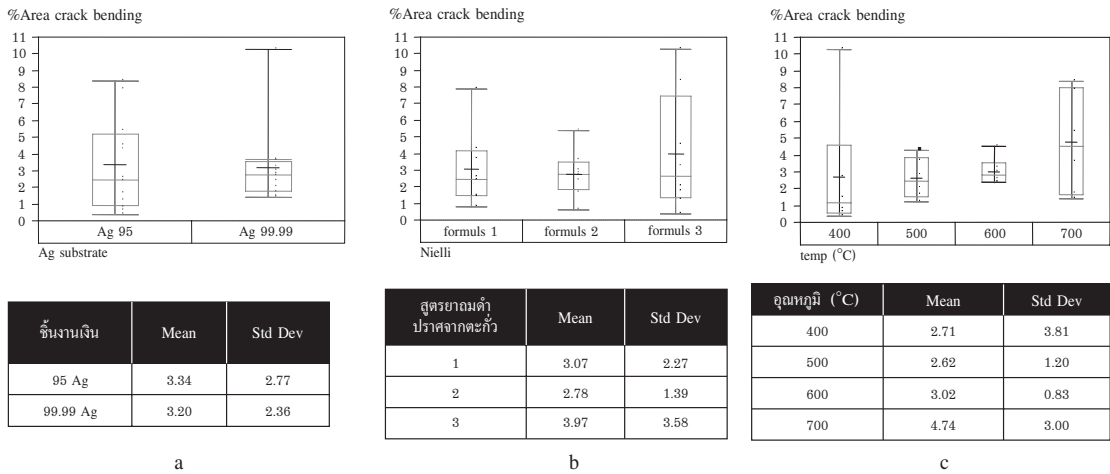 %Area crack bending
11
10
9
8
7
6
5
4
3
2
1
0
Ag 95 Ag 99.99
Ag substrate
ชิ้นงานเงิน Mean Std Dev
95 Ag 3.34 2.77
99.99 Ag 3.20 2.36
a
%Area crack bending
11
10
9
8
7
6
5
4
3
2
1
0
formuls 1 formuls 2 formuls 3
Nielli
สูตรยาถมดำ
ปราศจากตะกั่ว Mean Std Dev
1 3.07 2.27
2 2.78 1.39
3 3.97 3.58
b
%Area crack bending
11
10
9
8
7
6
5
4
3
2
1
0
400 500 600 700
temp (°C)
อุณหภูมิ (°C) Mean Std Dev
400 2.71 3.81
500 2.62 1.20
600 3.02 0.83
700 4.74 3.00
c